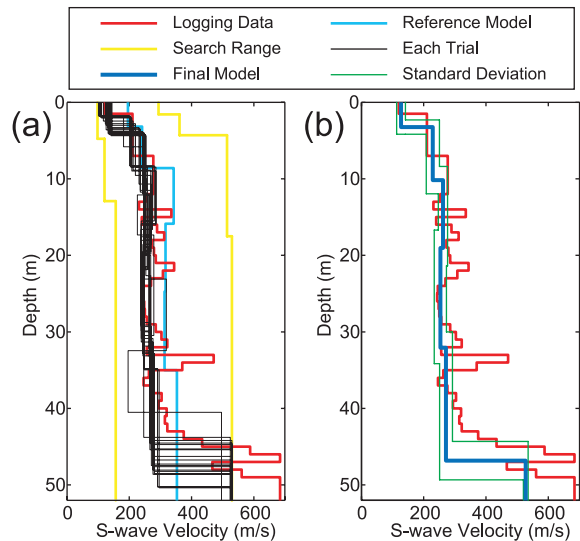 Logging Data Reference Model
Search Range Each Trial
Final Model Standard Deviation
(a) (b)
0 0
10 10
20 20
30 30
40 40
50 50
Depth (m) Depth (m)
0 200 400 600 0 200 400 600
S-wave Velocity (m/s) S-wave Velocity (m/s)